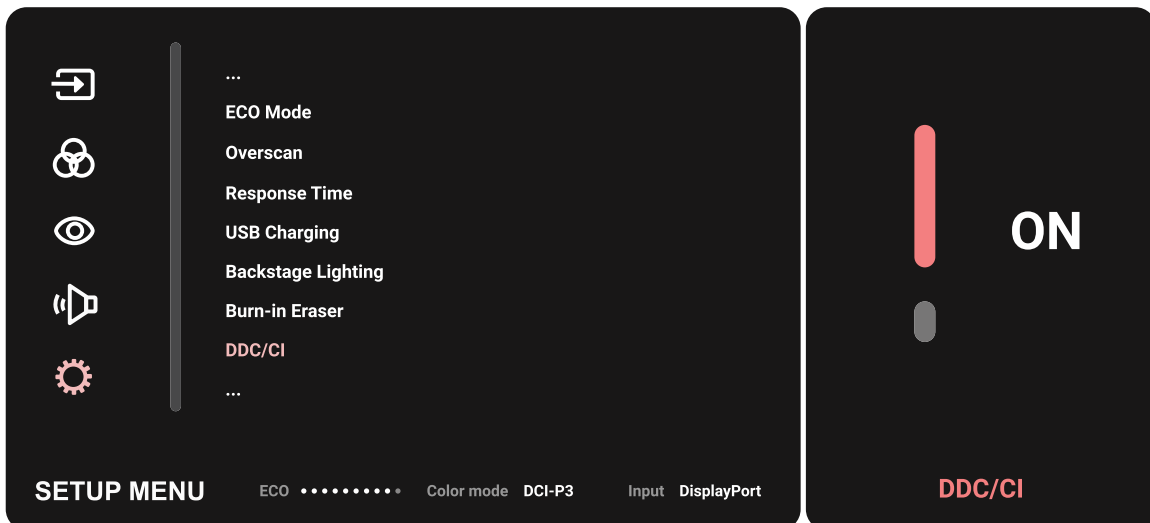 ...
ECO Mode
Overscan
Response Time
USB Charging
Backstage Lighting
Burn-in Eraser
DDC/CI
...
SETUP MENU ECO Color mode DCI-P3 Input DisplayPort
ON
DDC/CI